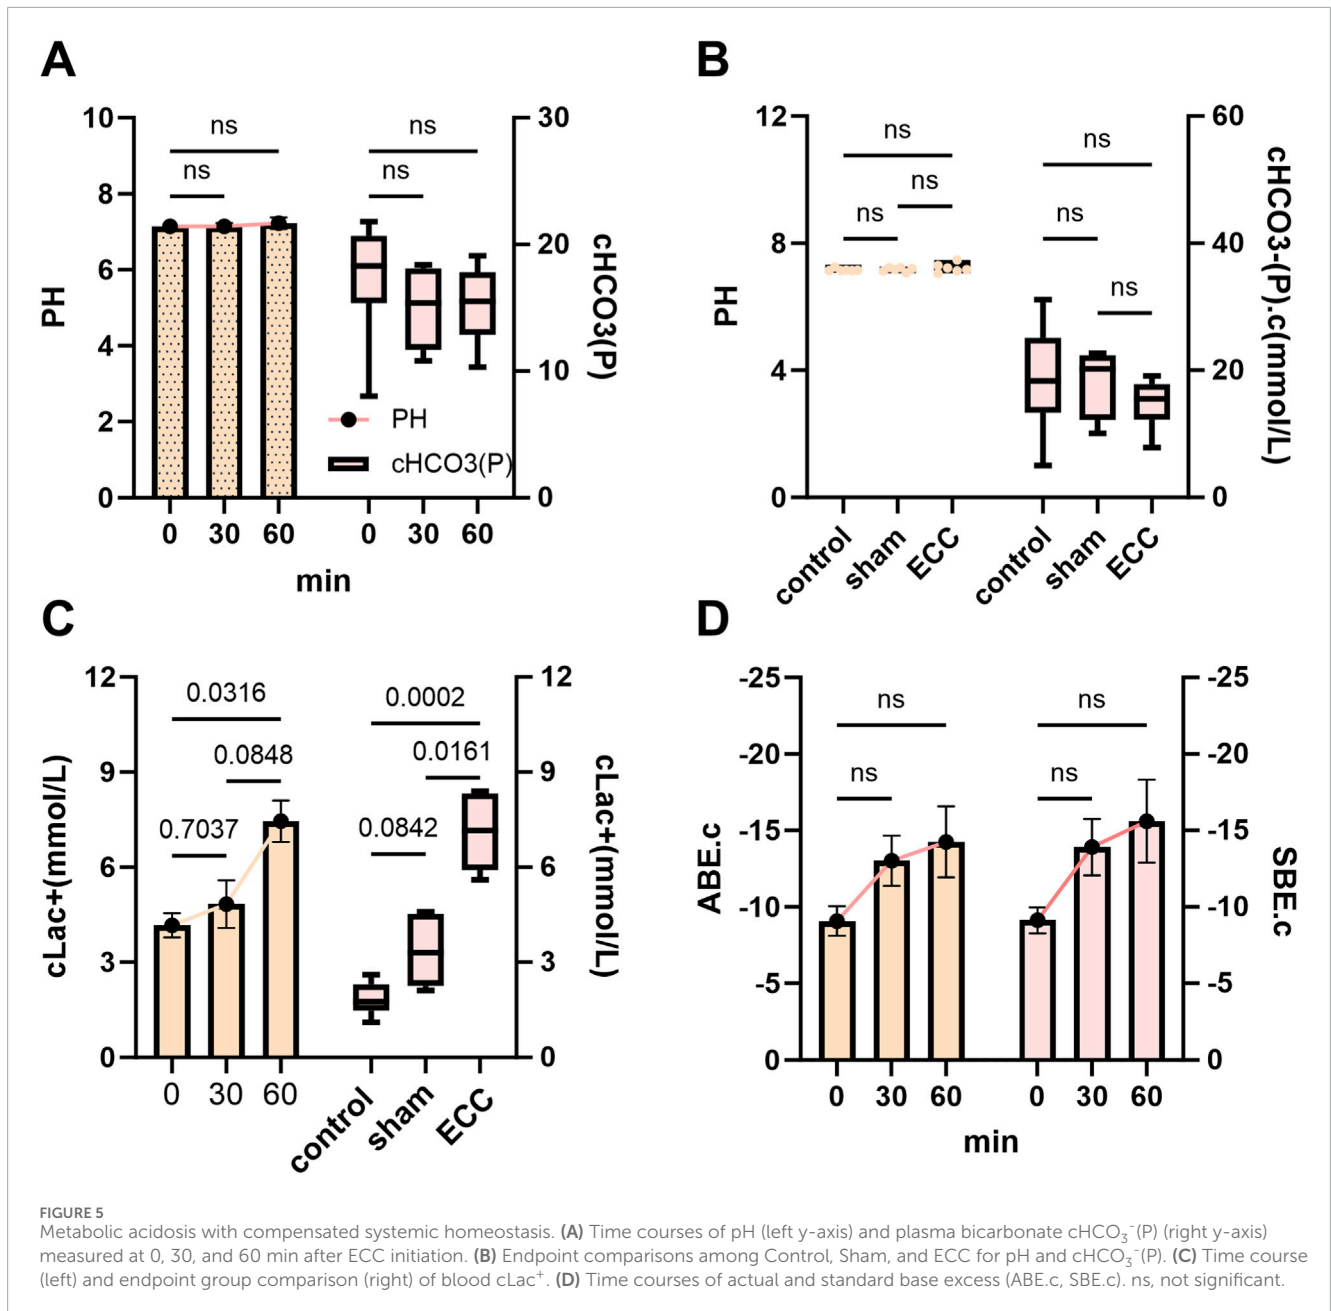 A
10
8
6
4
2
0
PH
ns
ns
ns
ns
30
20
10
0
cHCO3(P)
PH
cHCO3(P)
0 30 60 0 30 60
min
B
12
8
4
0
PH
ns
ns
ns
ns
ns
ns
60
40
20
0
cHCO3-(P).c(mmol/L)
control sham ECC control sham ECC
C
12
9
6
3
0
cLac+(mmol/L)
0.0316
0.0848
0.7037
0.0002
0.0161
0.0842
12
9
6
3
0
cLac+(mmol/L)
0 30 60 control sham ECC
D
-25
-20
-15
-10
-5
0
ABE.c
ns
ns
ns
ns
-25
-20
-15
-10
-5
0
SBE.c
0 30 60 0 30 60
min
FIGURE 5
Metabolic acidosis with compensated systemic homeostasis. (A) Time courses of pH (left y-axis) and plasma bicarbonate cHCO₃⁻(P) (right y-axis)
measured at 0, 30, and 60 min after ECC initiation. (B) Endpoint comparisons among Control, Sham, and ECC for pH and cHCO₃⁻(P). (C) Time course
(left) and endpoint group comparison (right) of blood cLac⁺. (D) Time courses of actual and standard base excess (ABE.c, SBE.c). ns, not significant.